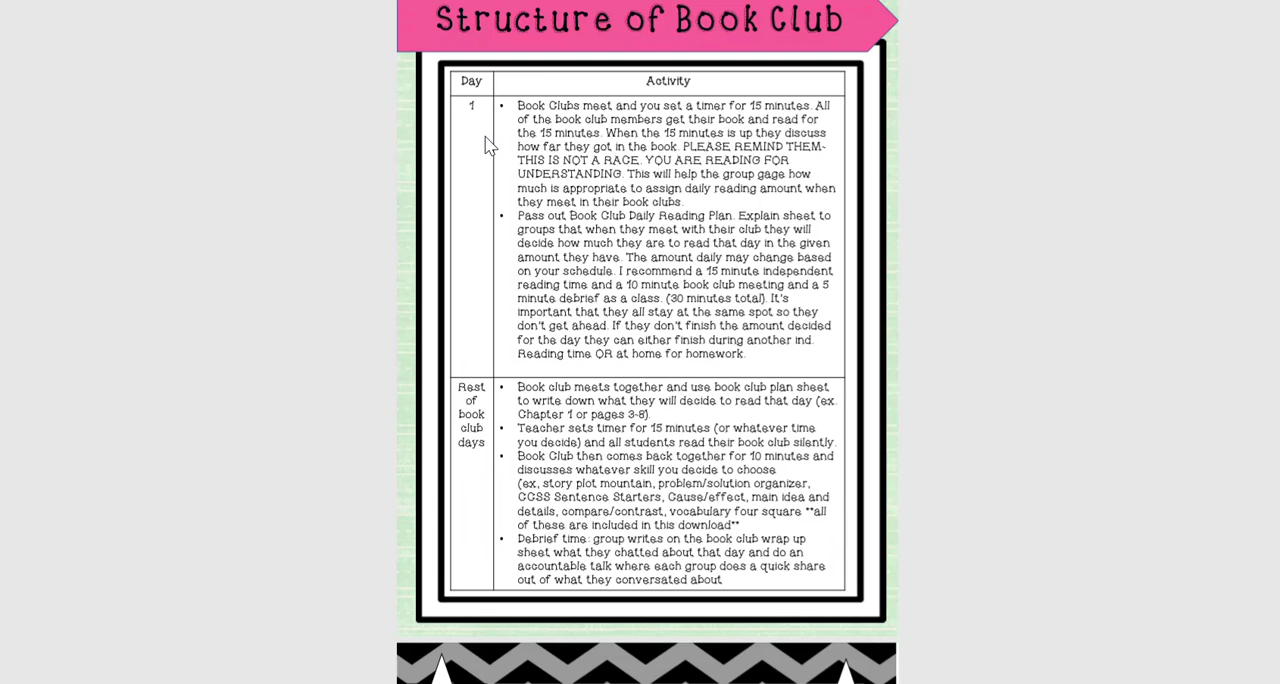 Structure of Book Club
Day
Activity
1
• Book Clubs meet and you set a timer for 15 minutes. All
of the book club members get their book and read for
the 15 minutes. When the 15 minutes is up they discuss
how far they got in the book. PLEASE REMIND THEM~
THIS IS NOT A RACE. YOU ARE READING FOR
UNDERSTANDING. This will help the group gage how
much is appropriate to assign daily reading amount when
they meet in their book clubs.
• Pass out Book Club Daily Reading Plan. Explain sheet to
groups that when they meet with their club they will
decide how much they are to read that day in the given
amount they have. The amount daily may change based
on your schedule. I recommend a 15 minute independent
reading time and a 10 minute book club meeting and a 5
minute debrief as a class. (30 minutes total). It's
important that they all stay at the same spot so they
don't get ahead. If they don't finish the amount decided
for the day they can either finish during another ind.
Reading time OR at home for homework.
Rest
of
book
club
days
• Book club meets together and use book club plan sheet
to write down what they will decide to read that day (ex.
Chapter 1 or pages 3-8).
• Teacher sets timer for 15 minutes (or whatever time
you decide) and all students read their book club silently.
• Book Club then comes back together for 10 minutes and
discusses whatever skill you decide to choose
(ex, story plot mountain, problem/solution organizer,
CCSS Sentence Starters, Cause/effect, main idea and
details, compare/contrast, vocabulary four square **all
of these are included in this download**
• Debrief time: group writes on the book club wrap up
sheet what they chatted about that day and do an
accountable talk where each group does a quick share
out of what they conversated about